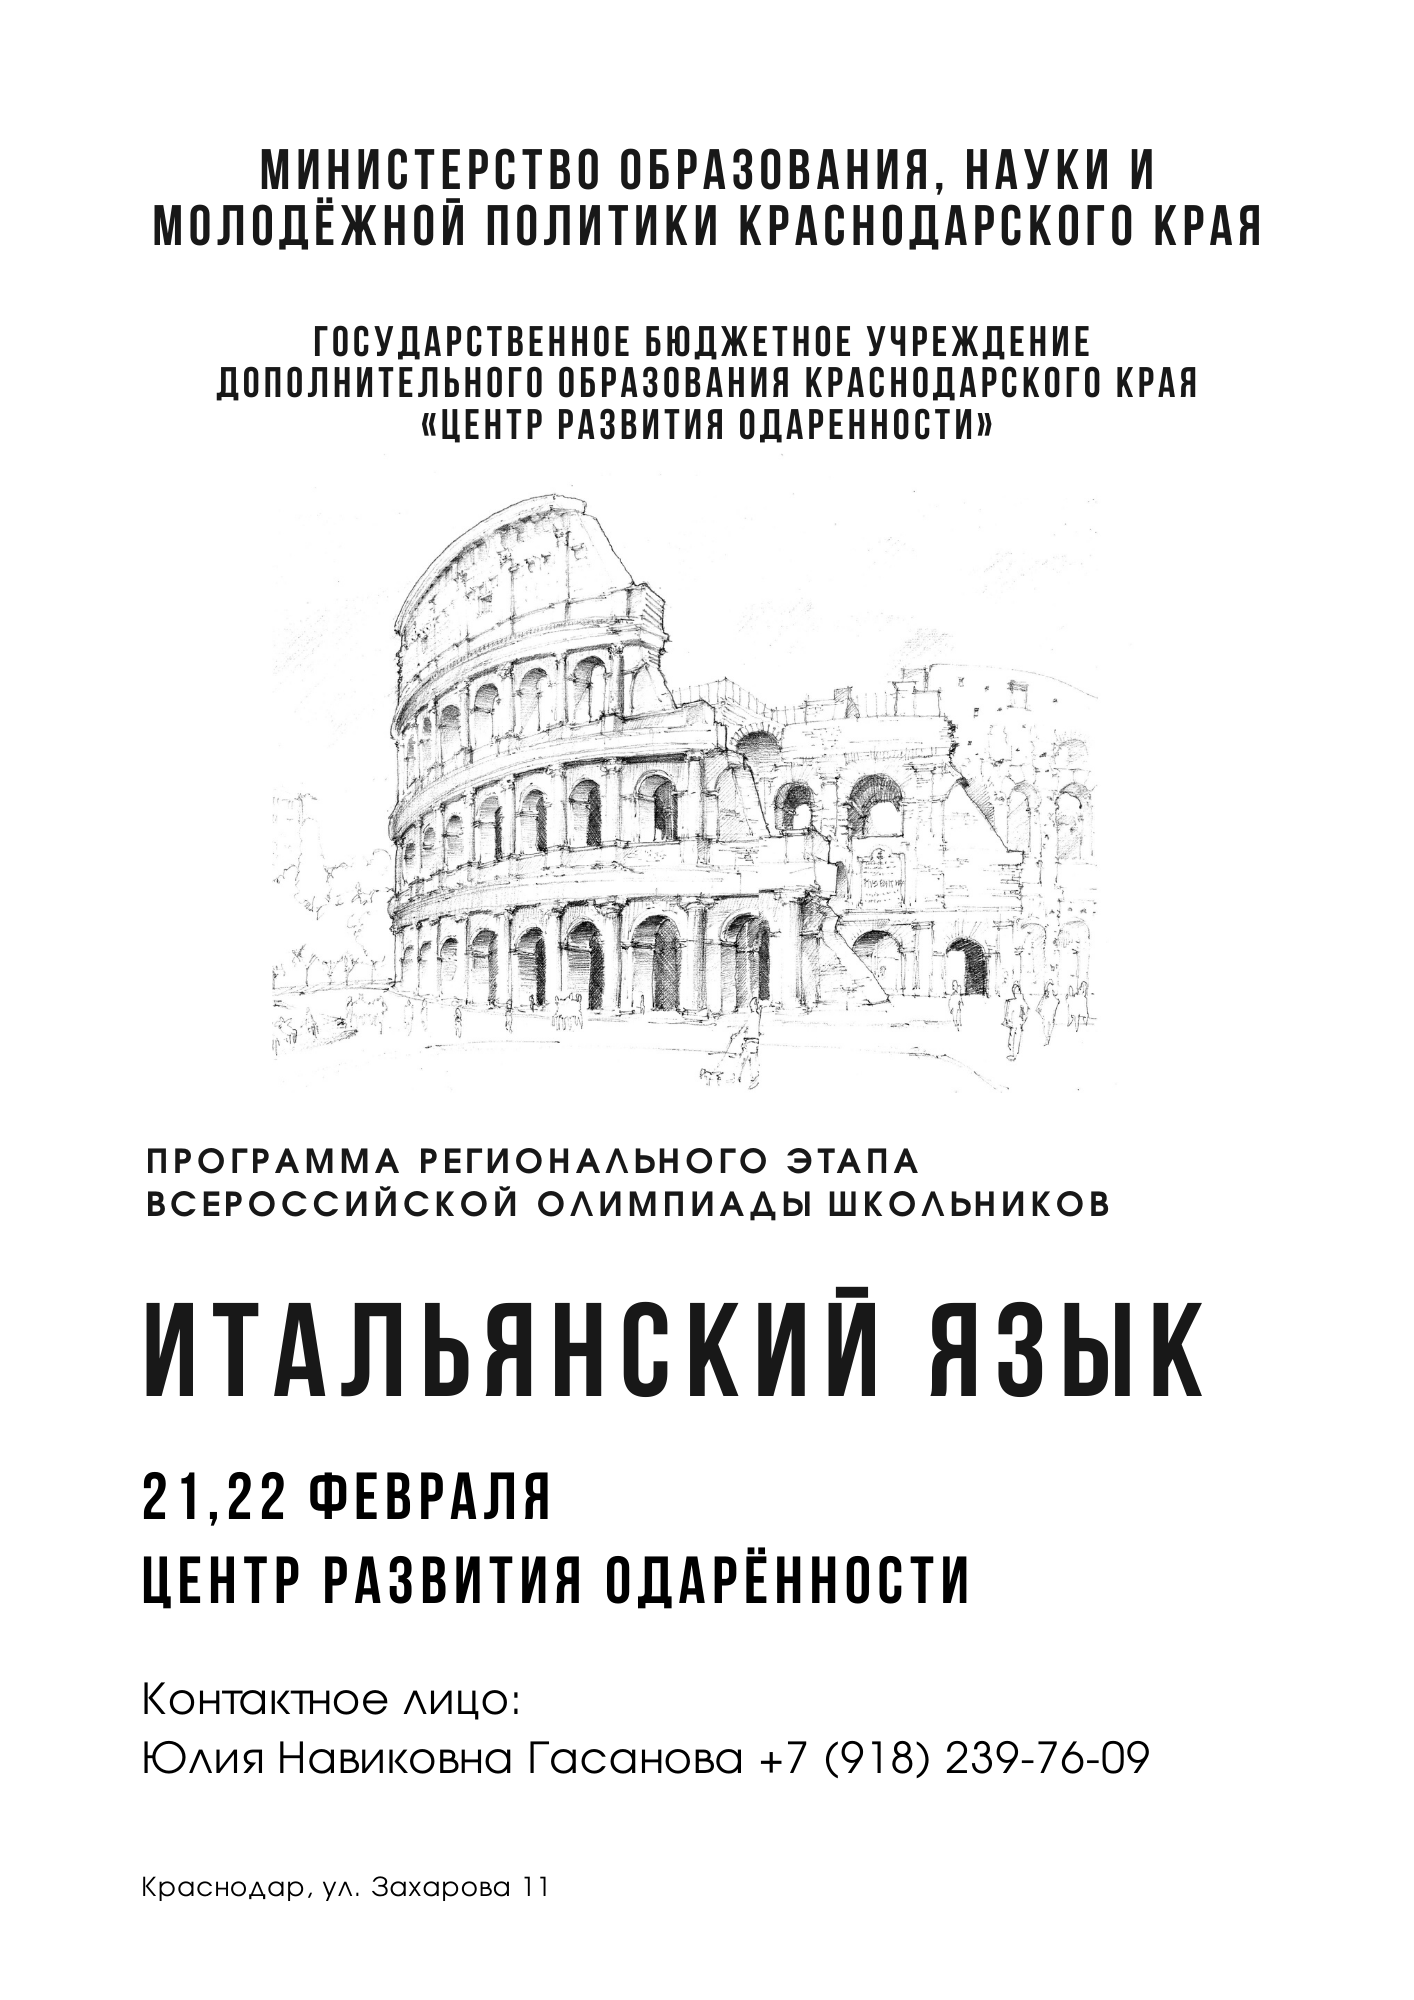 МИНИСТЕРСТВО ОБРАЗОВАНИЯ, НАУКИ И
МОЛОДЁЖНОЙ ПОЛИТИКИ КРАСНОДАРСКОГО КРАЯ
ГОСУДАРСТВЕННОЕ БЮДЖЕТНОЕ УЧРЕЖДЕНИЕ
ДОПОЛНИТЕЛЬНОГО ОБРАЗОВАНИЯ КРАСНОДАРСКОГО КРАЯ
«ЦЕНТР РАЗВИТИЯ ОДАРЕННОСТИ»
ПРОГРАММА РЕГИОНАЛЬНОГО ЭТАПА
ВСЕРОССИЙСКОЙ ОЛИМПИАДЫ ШКОЛЬНИКОВ
ИТАЛЬЯНСКИЙ ЯЗЫК
21,22 ФЕВРАЛЯ
ЦЕНТР РАЗВИТИЯ ОДАРЁННОСТИ
Контактное лицо:
Юлия Навиковна Гасанова +7 (918) 239-76-09
Краснодар, ул. Захарова 11